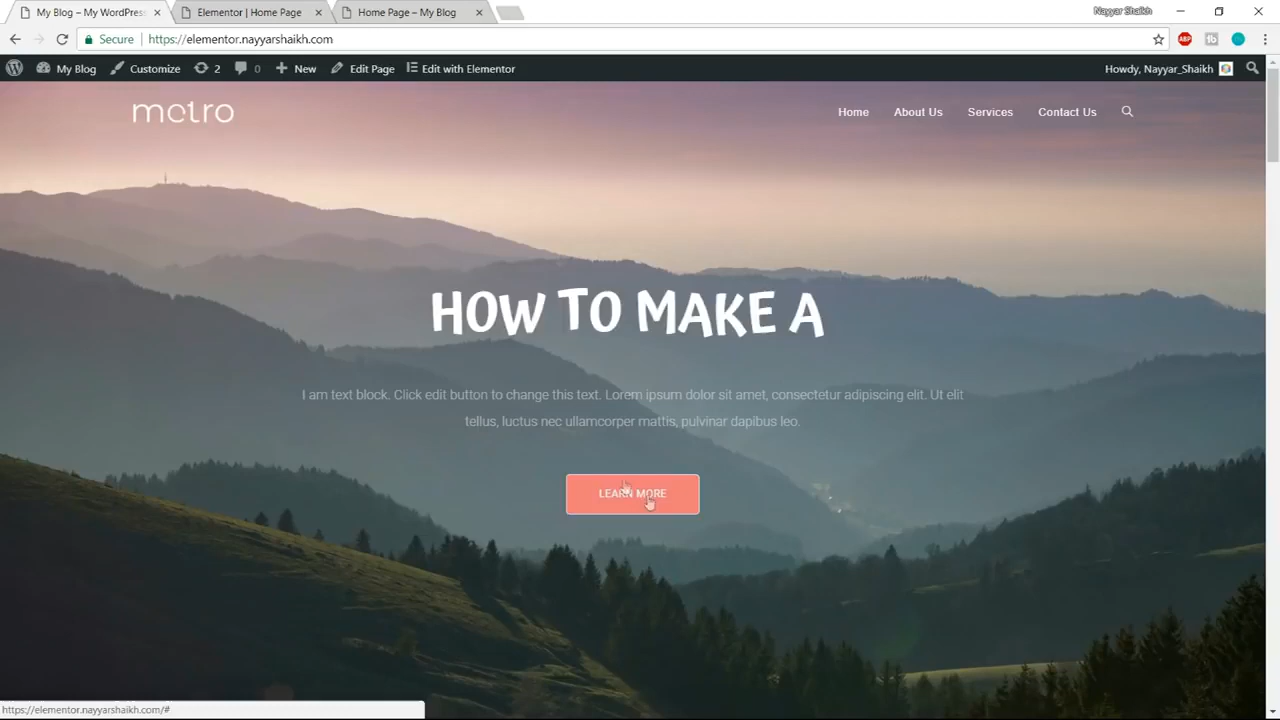 My Blog – My WordPress
Elementor | Home Page
Home Page – My Blog
Nayyar Shaikh
Secure
https://elementor.nayyarshaikh.com
ABP
My Blog
Customize
2
0
New
Edit Page
Edit with Elementor
Howdy, Nayyar_Shaikh
metro
Home
About Us
Services
Contact Us
HOW TO MAKE A
I am text block. Click edit button to change this text. Lorem ipsum dolor sit amet, consectetur adipiscing elit. Ut elit
tellus, luctus nec ullamcorper mattis, pulvinar dapibus leo.
LEARN MORE
https://elementor.nayyarshaikh.com/#